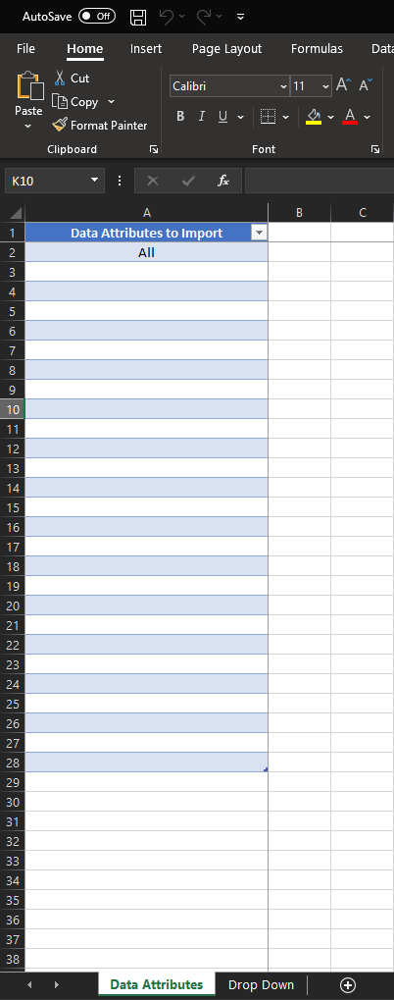 AutoSave Off
File Home Insert Page Layout Formulas Data
Paste
Cut
Copy
Format Painter
Clipboard
Calibri 11 A A
B I U A
Font
K10 fx
A B C
1 Data Attributes to Import
2 All
3
4
5
6
7
8
9
10
11
12
13
14
15
16
17
18
19
20
21
22
23
24
25
26
27
28
29
30
31
32
33
34
35
36
37
38
Data Attributes Drop Down